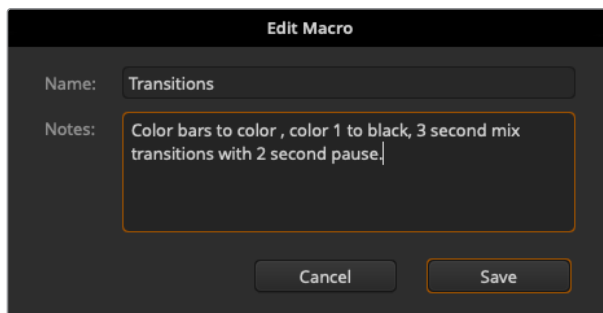 Edit Macro
Name: Transitions
Notes: Color bars to color , color 1 to black, 3 second mix
transitions with 2 second pause.
Cancel Save